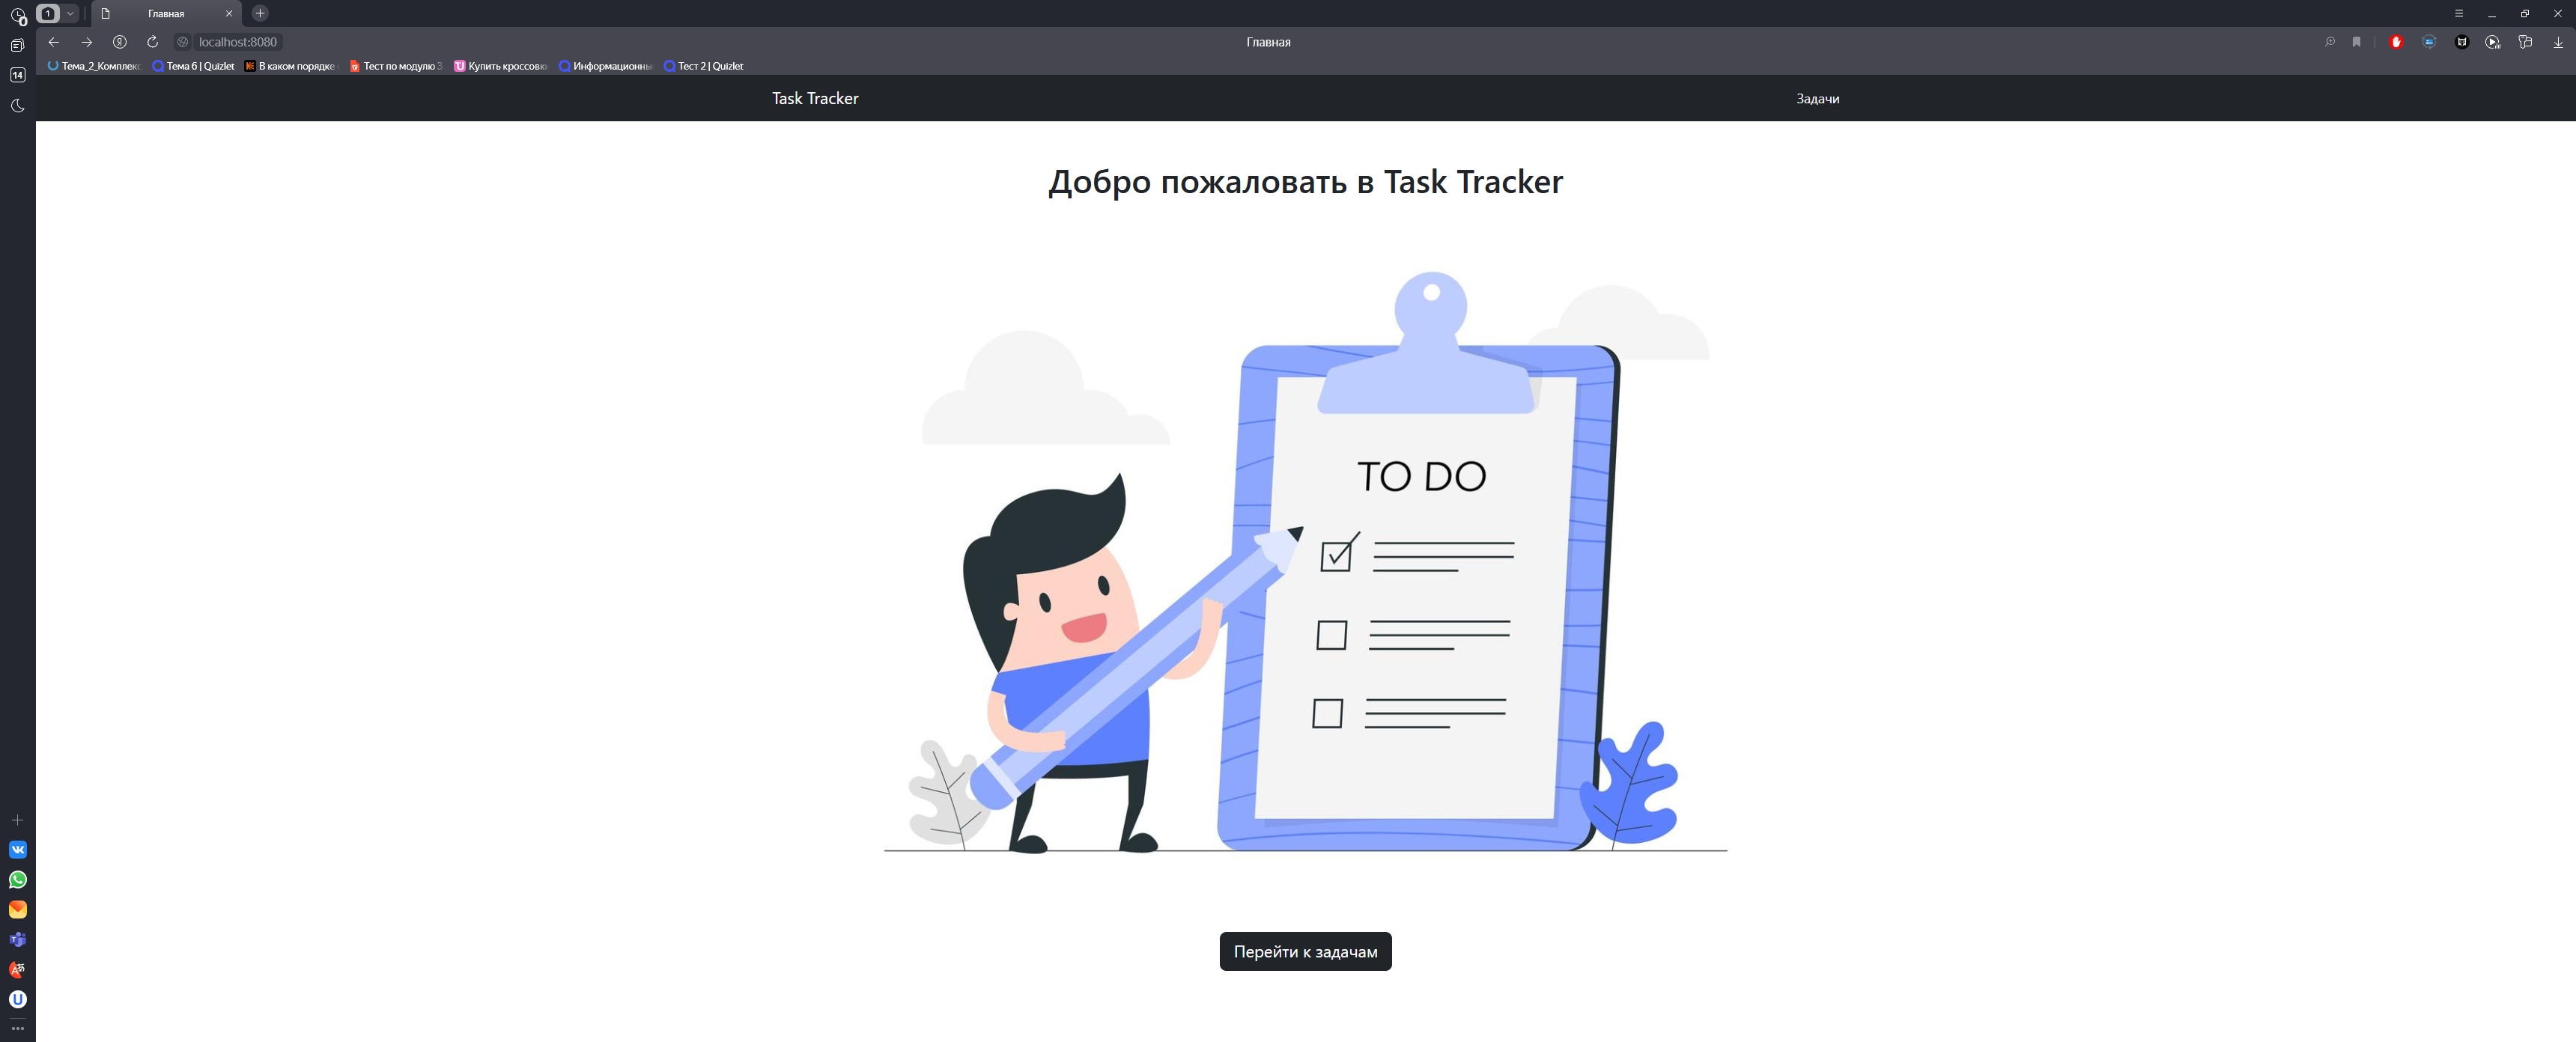 1
Главная
localhost:8080
Главная
Тема_2_Комплекс
Тема 6 | Quizlet
В каком порядке
Тест по модулю 3
Купить кроссовк
Информационны
Тест 2 | Quizlet
14
Task Tracker
Задачи
Добро пожаловать в Task Tracker
TO DO
Перейти к задачам